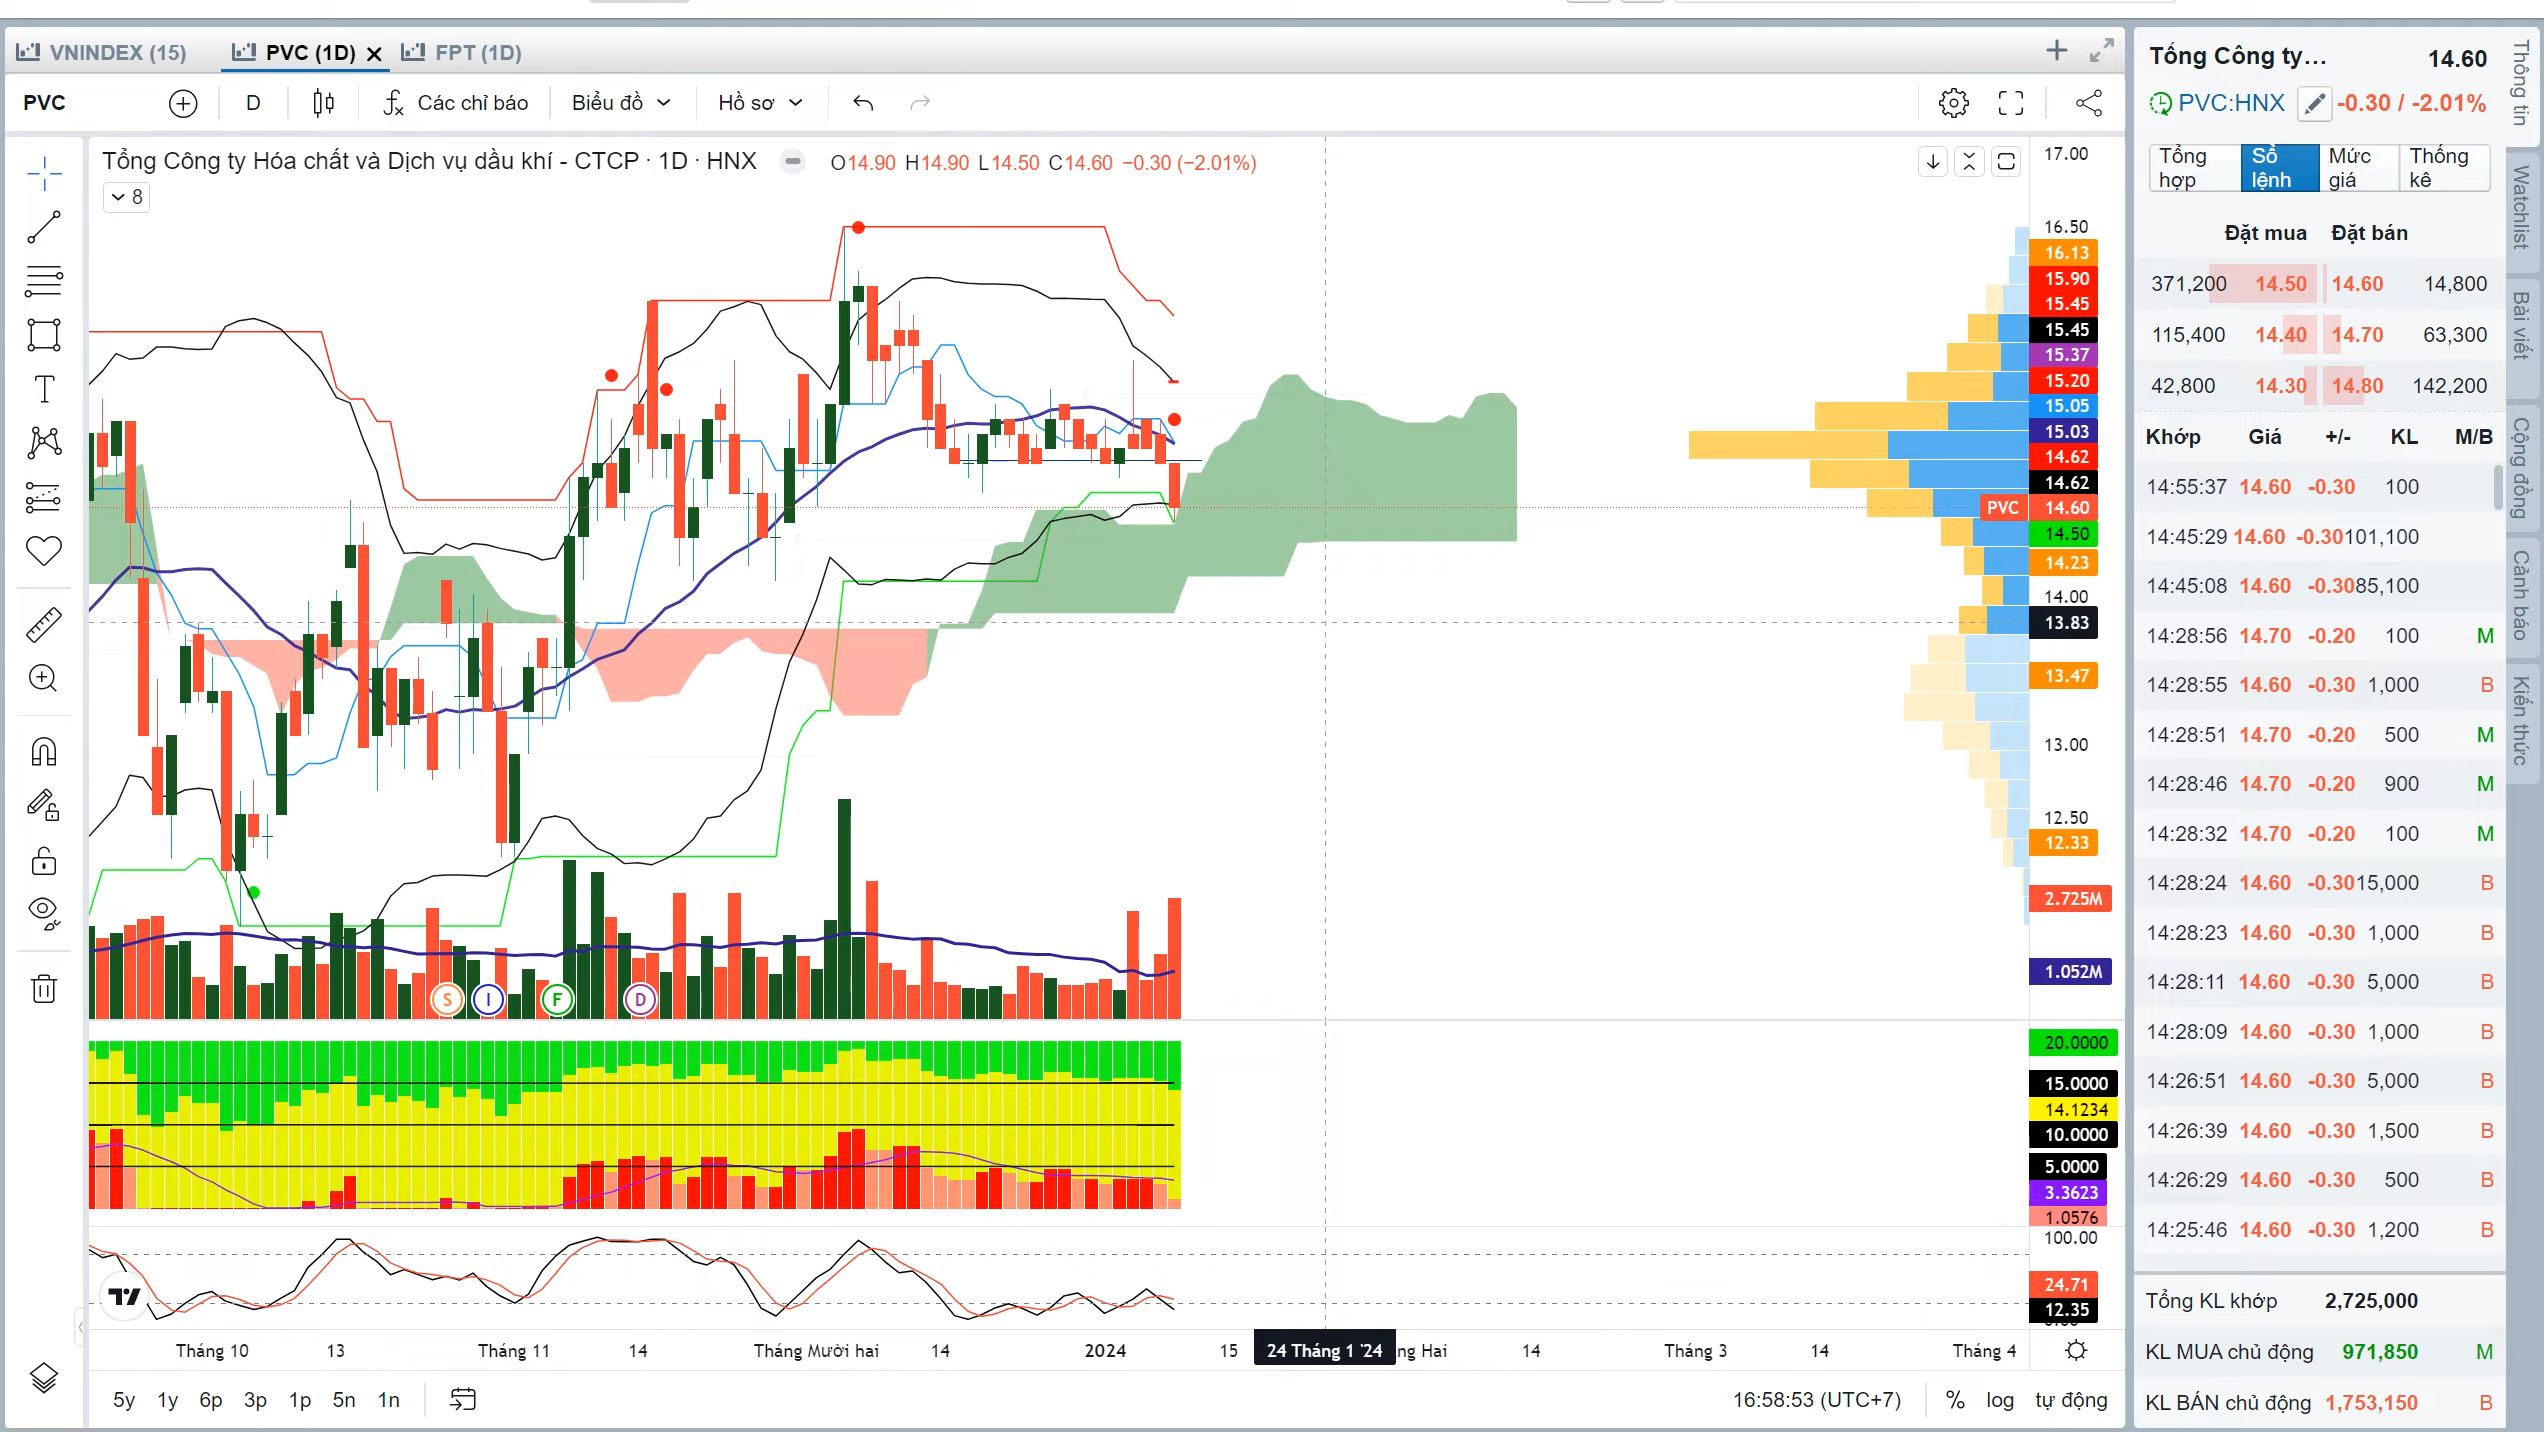 VNINDEX (15) PVC (1D) FPT (1D)
PVC D Các chỉ báo Biểu đồ Hồ sơ
Tổng Công ty Hóa chất và Dịch vụ dầu khí - CTCP · 1D · HNX O14.90 H14.90 L14.50 C14.60 −0.30 (−2.01%)
8
17.00
16.50
16.13
15.90
15.45
15.45
15.37
15.20
15.05
15.03
14.62
14.62
PVC 14.60
14.50
14.23
14.00
13.83
13.47
13.00
12.50
12.33
2.725M
1.052M
S I F D
20.0000
15.0000
14.1234
10.0000
5.0000
3.3623
1.0576
100.00
24.71
12.35
Tháng 10 13 Tháng 11 14 Tháng Mười hai 14 2024 15 24 Tháng 1 '24 ng Hai 14 Tháng 3 14 Tháng 4
5y 1y 6p 3p 1p 5n 1n 16:58:53 (UTC+7) % log tự động
Tổng Công ty... 14.60
PVC:HNX -0.30 / -2.01%
Tổng hợp Sổ lệnh Mức giá Thống kê
Đặt mua Đặt bán
371,200 14.50 14.60 14,800
115,400 14.40 14.70 63,300
42,800 14.30 14.80 142,200
Khớp Giá +/- KL M/B
14:55:37 14.60 -0.30 100
14:45:29 14.60 -0.30 101,100
14:45:08 14.60 -0.30 85,100
14:28:56 14.70 -0.20 100 M
14:28:55 14.60 -0.30 1,000 B
14:28:51 14.70 -0.20 500 M
14:28:46 14.70 -0.20 900 M
14:28:32 14.70 -0.20 100 M
14:28:24 14.60 -0.30 15,000 B
14:28:23 14.60 -0.30 1,000 B
14:28:11 14.60 -0.30 5,000 B
14:28:09 14.60 -0.30 1,000 B
14:26:51 14.60 -0.30 5,000 B
14:26:39 14.60 -0.30 1,500 B
14:26:29 14.60 -0.30 500 B
14:25:46 14.60 -0.30 1,200 B
Tổng KL khớp 2,725,000
KL MUA chủ động 971,850 M
KL BÁN chủ động 1,753,150 B
Thông tin
Watchlist
Bài viết
Cộng đồng
Cảnh báo
Kiến thức